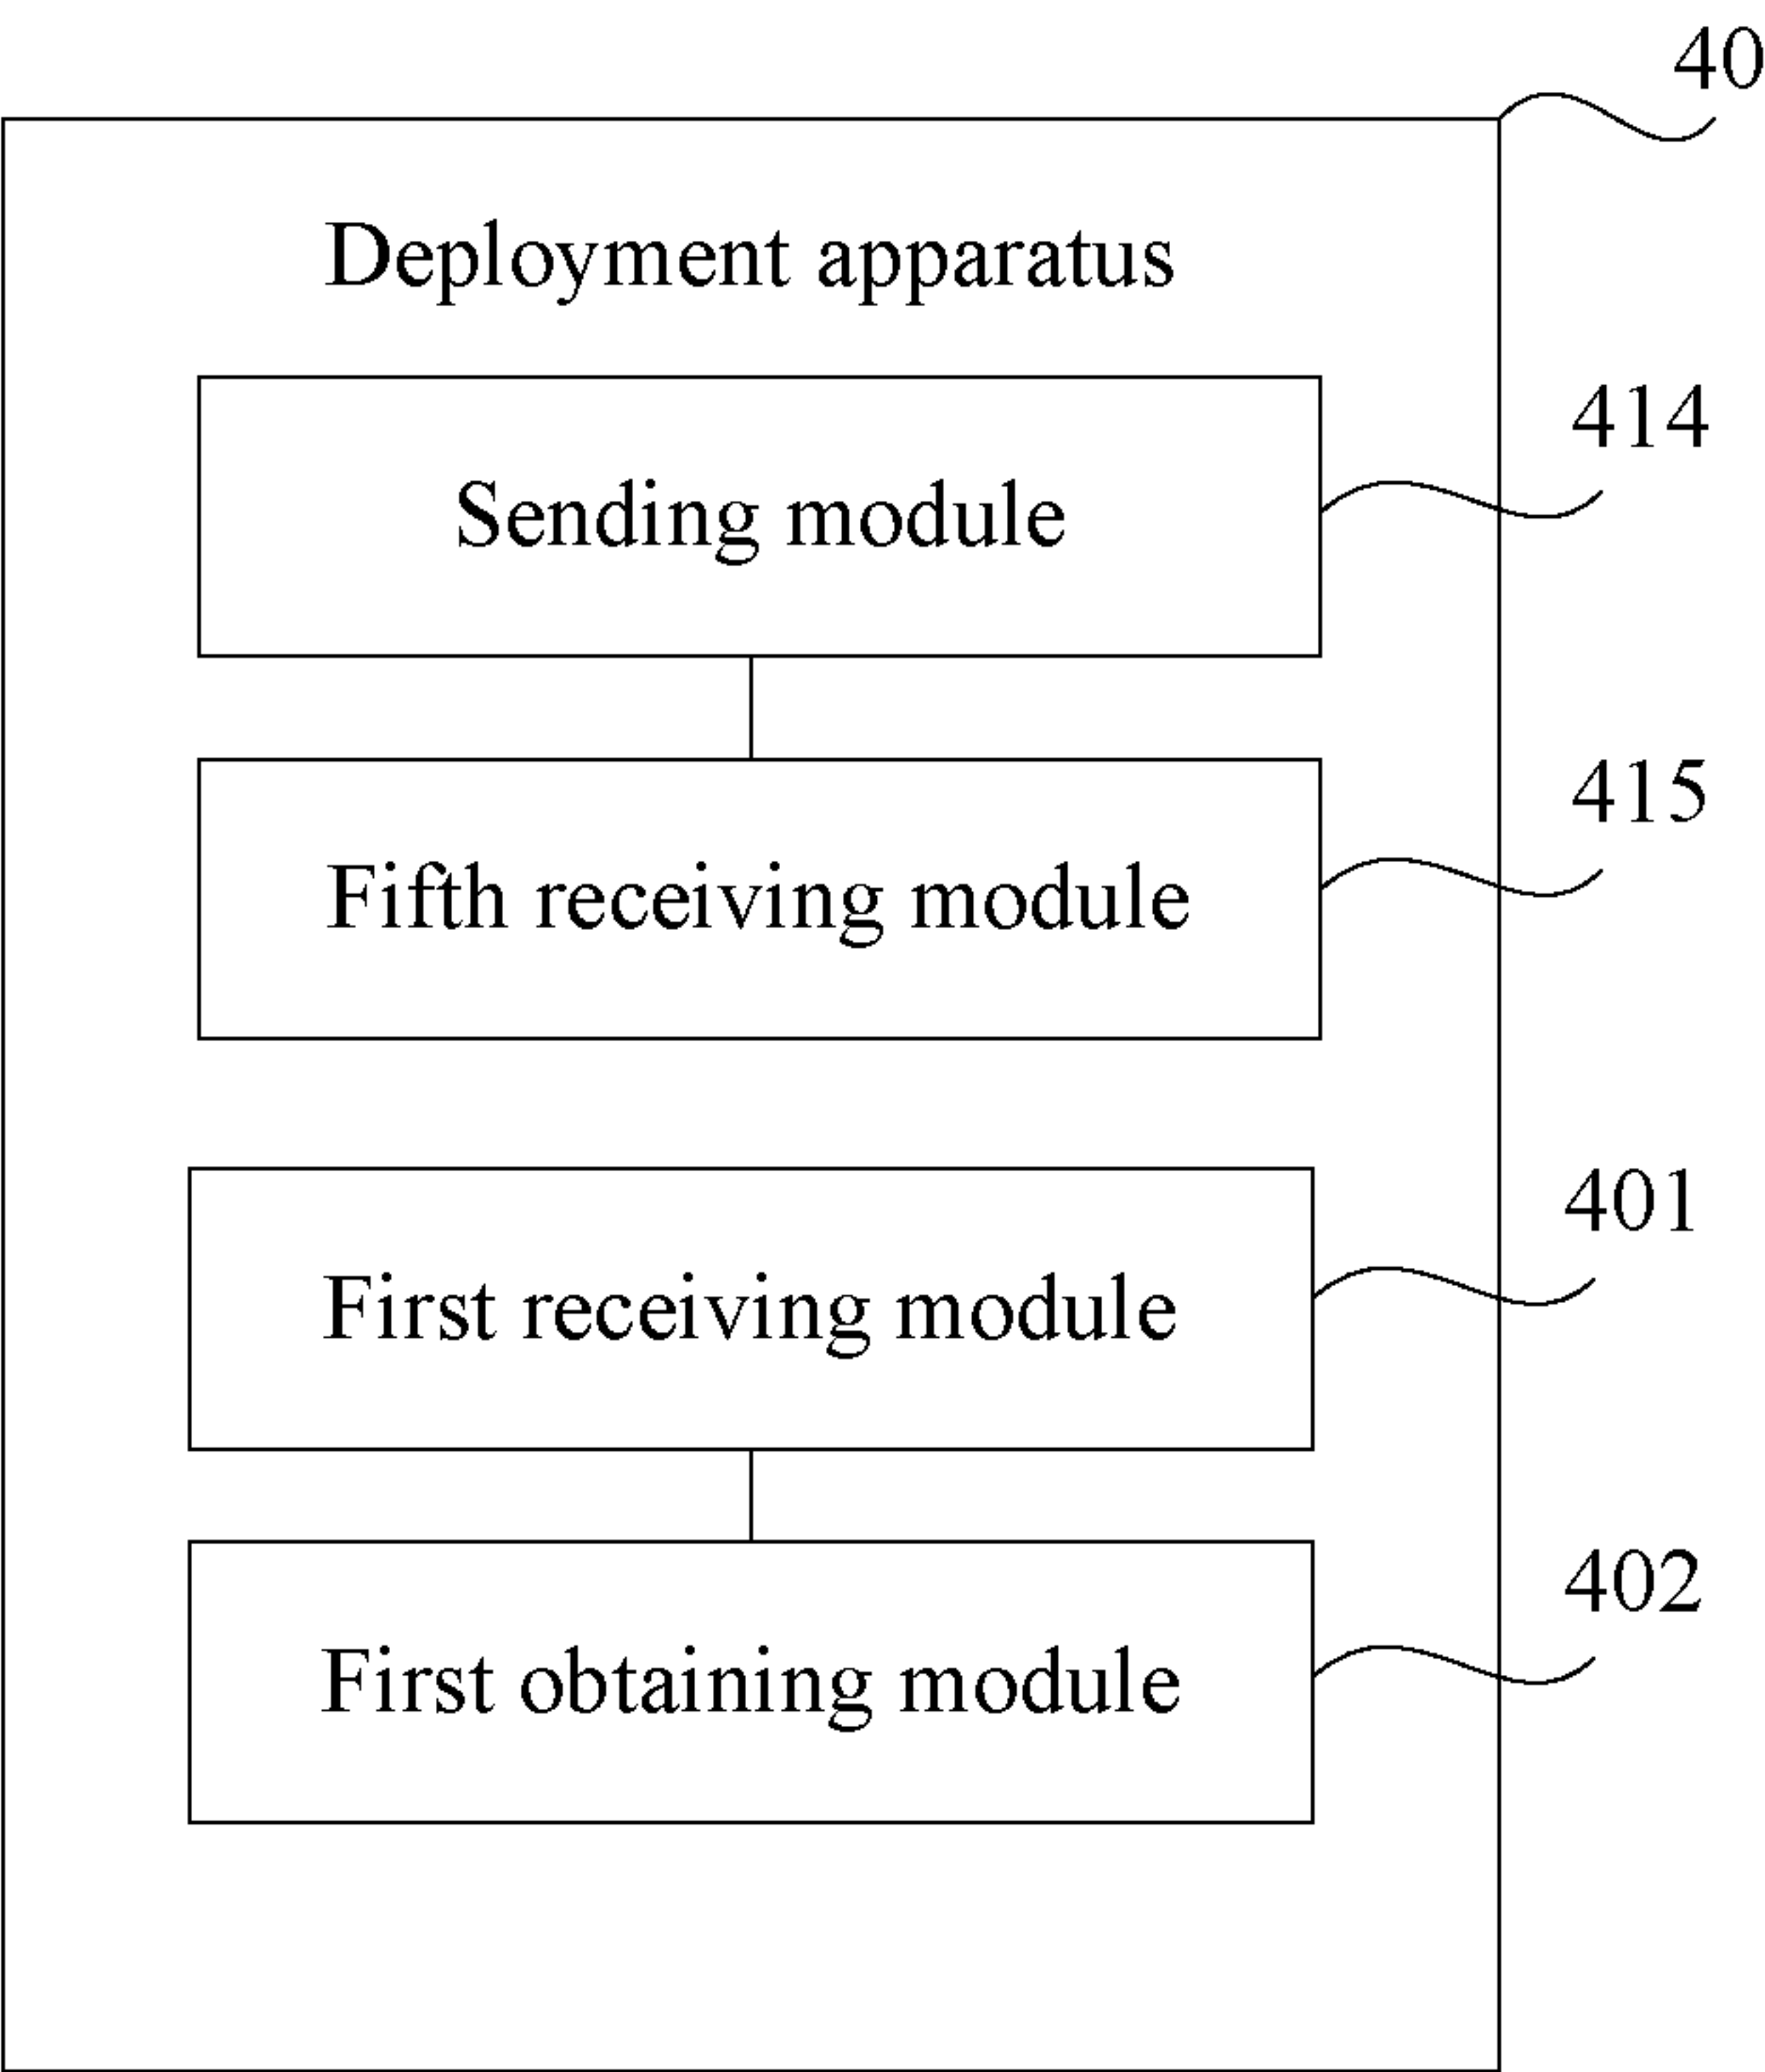 40
Deployment apparatus
414
Sending module
415
Fifth receiving module
401
First receiving module
402
First obtaining module